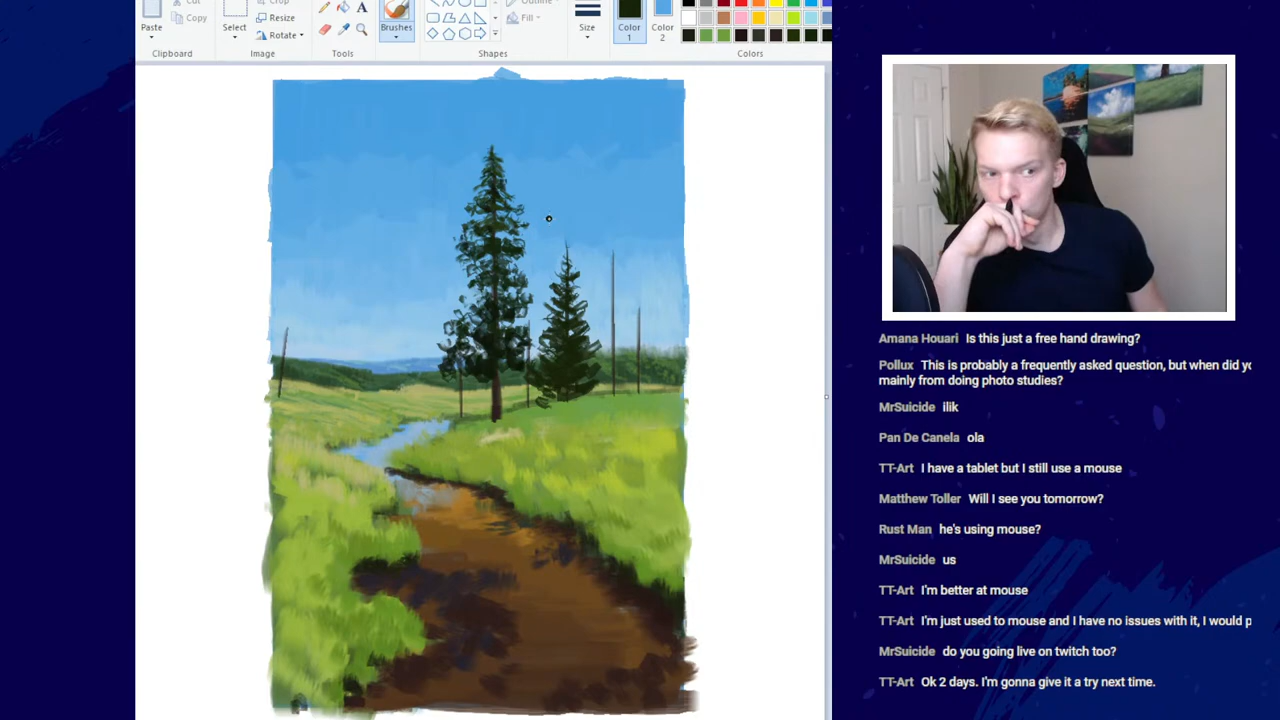 Cut
Crop
Outline
Paste
Copy
Select
Resize
Rotate
Fill
Brushes
Size
Color
1
Color
2
Clipboard
Image
Tools
Shapes
Colors
Amana Houari Is this just a free hand drawing?
Pollux This is probably a frequently asked question, but when did yo
mainly from doing photo studies?
MrSuicide ilik
Pan De Canela ola
TT-Art I have a tablet but I still use a mouse
Matthew Toller Will I see you tomorrow?
Rust Man he's using mouse?
MrSuicide us
TT-Art I'm better at mouse
TT-Art I'm just used to mouse and I have no issues with it, I would p
MrSuicide do you going live on twitch too?
TT-Art Ok 2 days. I'm gonna give it a try next time.